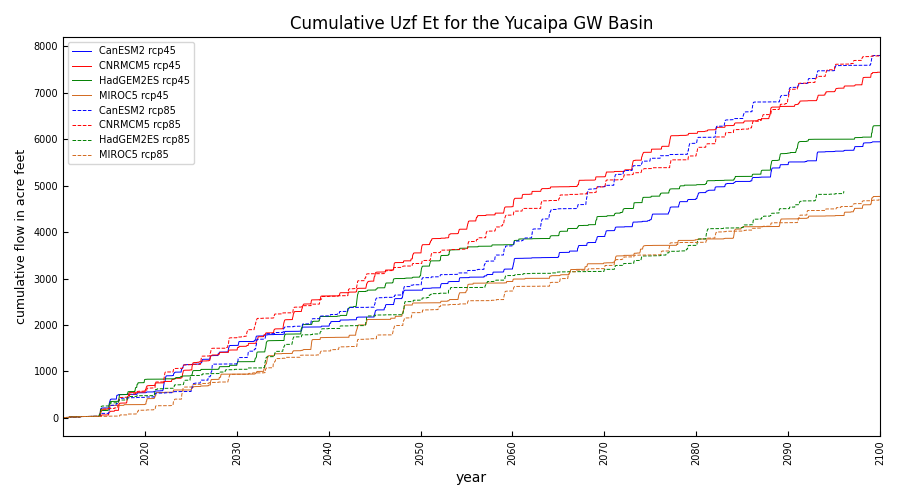 Cumulative Uzf Et for the Yucaipa GW Basin
8000
7000
6000
5000
4000
3000
2000
1000
0
cumulative flow in acre feet
CanESM2 rcp45
CNRMCM5 rcp45
HadGEM2ES rcp45
MIROC5 rcp45
CanESM2 rcp85
CNRMCM5 rcp85
HadGEM2ES rcp85
MIROC5 rcp85
2020 2030 2040 2050 2060 2070 2080 2090 2100
year